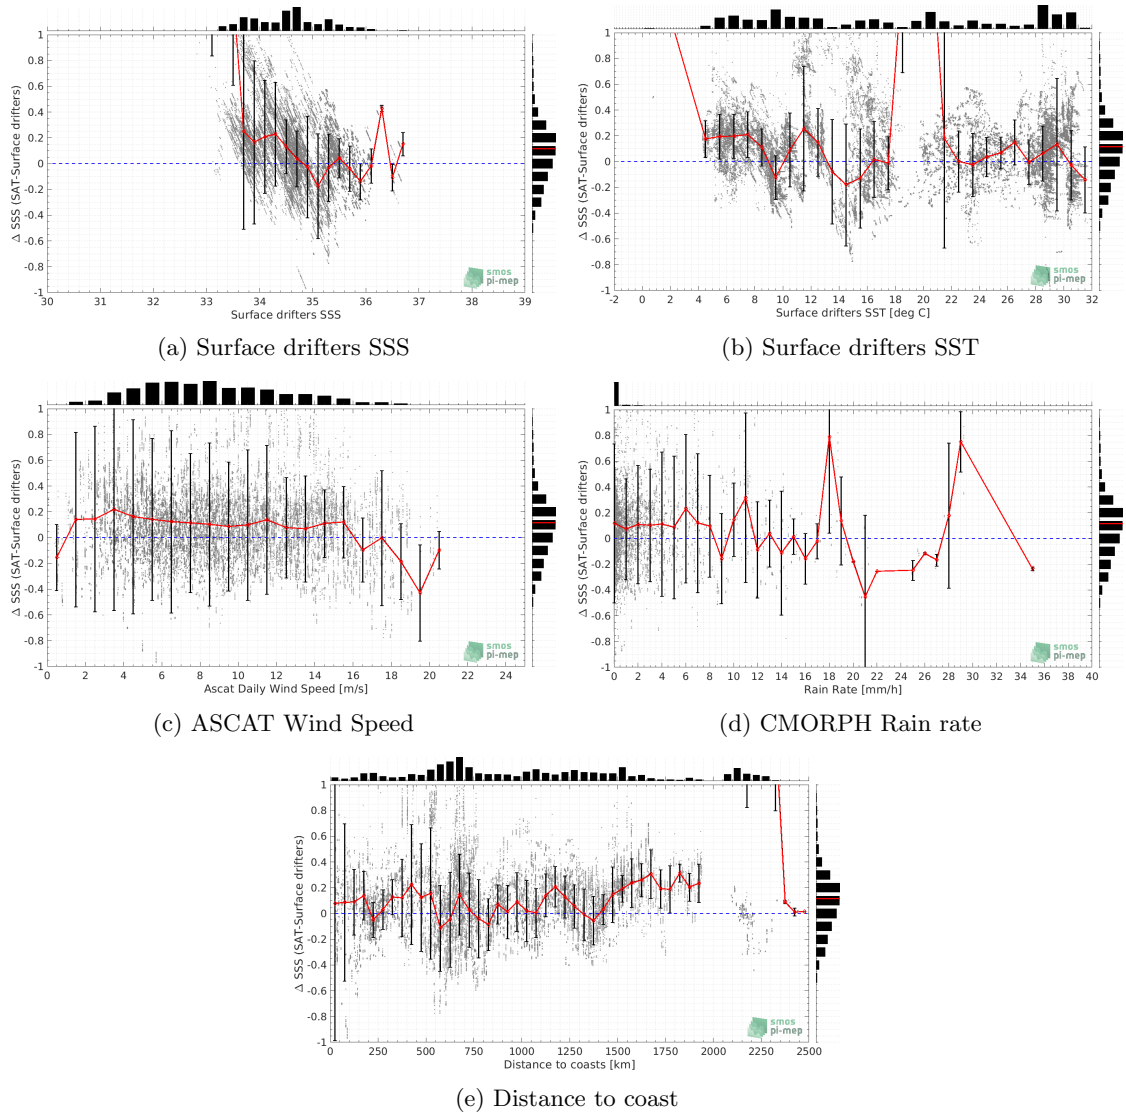 1
0.8
0.6
0.4
0.2
0
-0.2
-0.4
-0.6
-0.8
-1
Δ SSS (SAT-Surface drifters)
30 31 32 33 34 35 36 37 38 39
Surface drifters SSS
smos
pi-mep
(a) Surface drifters SSS
1
0.8
0.6
0.4
0.2
0
-0.2
-0.4
-0.6
-0.8
-1
Δ SSS (SAT-Surface drifters)
-2 0 2 4 6 8 10 12 14 16 18 20 22 24 26 28 30 32
Surface drifters SST [deg C]
smos
pi-mep
(b) Surface drifters SST
1
0.8
0.6
0.4
0.2
0
-0.2
-0.4
-0.6
-0.8
-1
Δ SSS (SAT-Surface drifters)
0 2 4 6 8 10 12 14 16 18 20 22 24
Ascat Daily Wind Speed [m/s]
smos
pi-mep
(c) ASCAT Wind Speed
1
0.8
0.6
0.4
0.2
0
-0.2
-0.4
-0.6
-0.8
-1
Δ SSS (SAT-Surface drifters)
0 2 4 6 8 10 12 14 16 18 20 22 24 26 28 30 32 34 36 38 40
Rain Rate [mm/h]
smos
pi-mep
(d) CMORPH Rain rate
1
0.8
0.6
0.4
0.2
0
-0.2
-0.4
-0.6
-0.8
-1
Δ SSS (SAT-Surface drifters)
0 250 500 750 1000 1250 1500 1750 2000 2250 2500
Distance to coasts [km]
smos
pi-mep
(e) Distance to coast